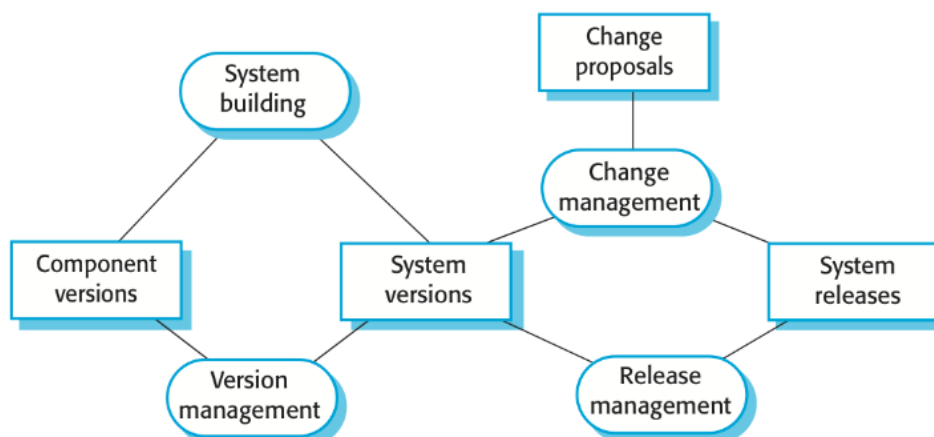 Change
proposals
System
building
Change
management
Component
versions
System
versions
System
releases
Version
management
Release
management